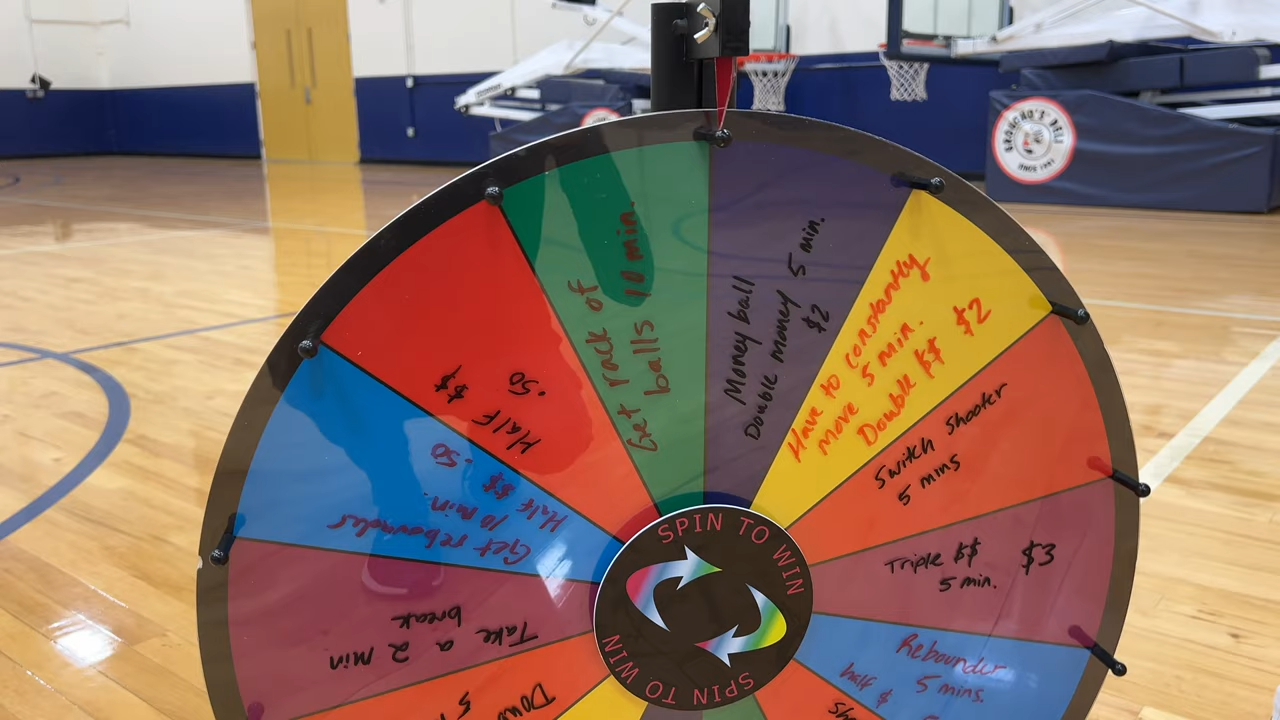 Get rack of
balls 10 min.
Money ball
Double money 5 min.
$2
Have to constantly
move 5 min.
Double $$ $2
Switch Shooter
5 mins
Triple $$ $3
5 min.
Rebounder
half $ 5 mins.
Half $$
.50
Get rebounder
10 min.
Half $$ .50
Take a 2 min
break
SPIN TO WIN
SPIN TO WIN